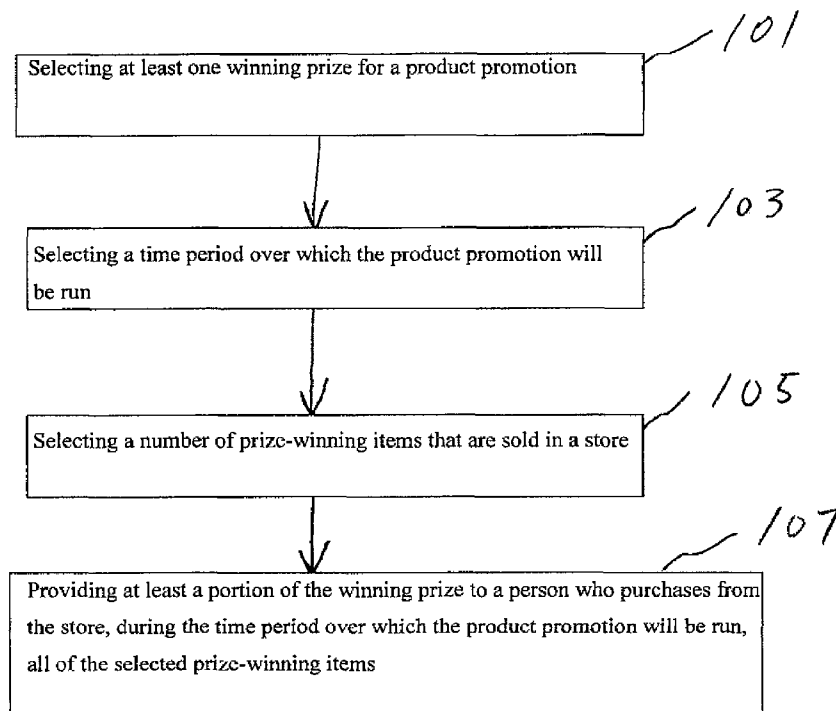 101
Selecting at least one winning prize for a product promotion
103
Selecting a time period over which the product promotion will
be run
105
Selecting a number of prize-winning items that are sold in a store
107
Providing at least a portion of the winning prize to a person who purchases from
the store, during the time period over which the product promotion will be run,
all of the selected prize-winning items